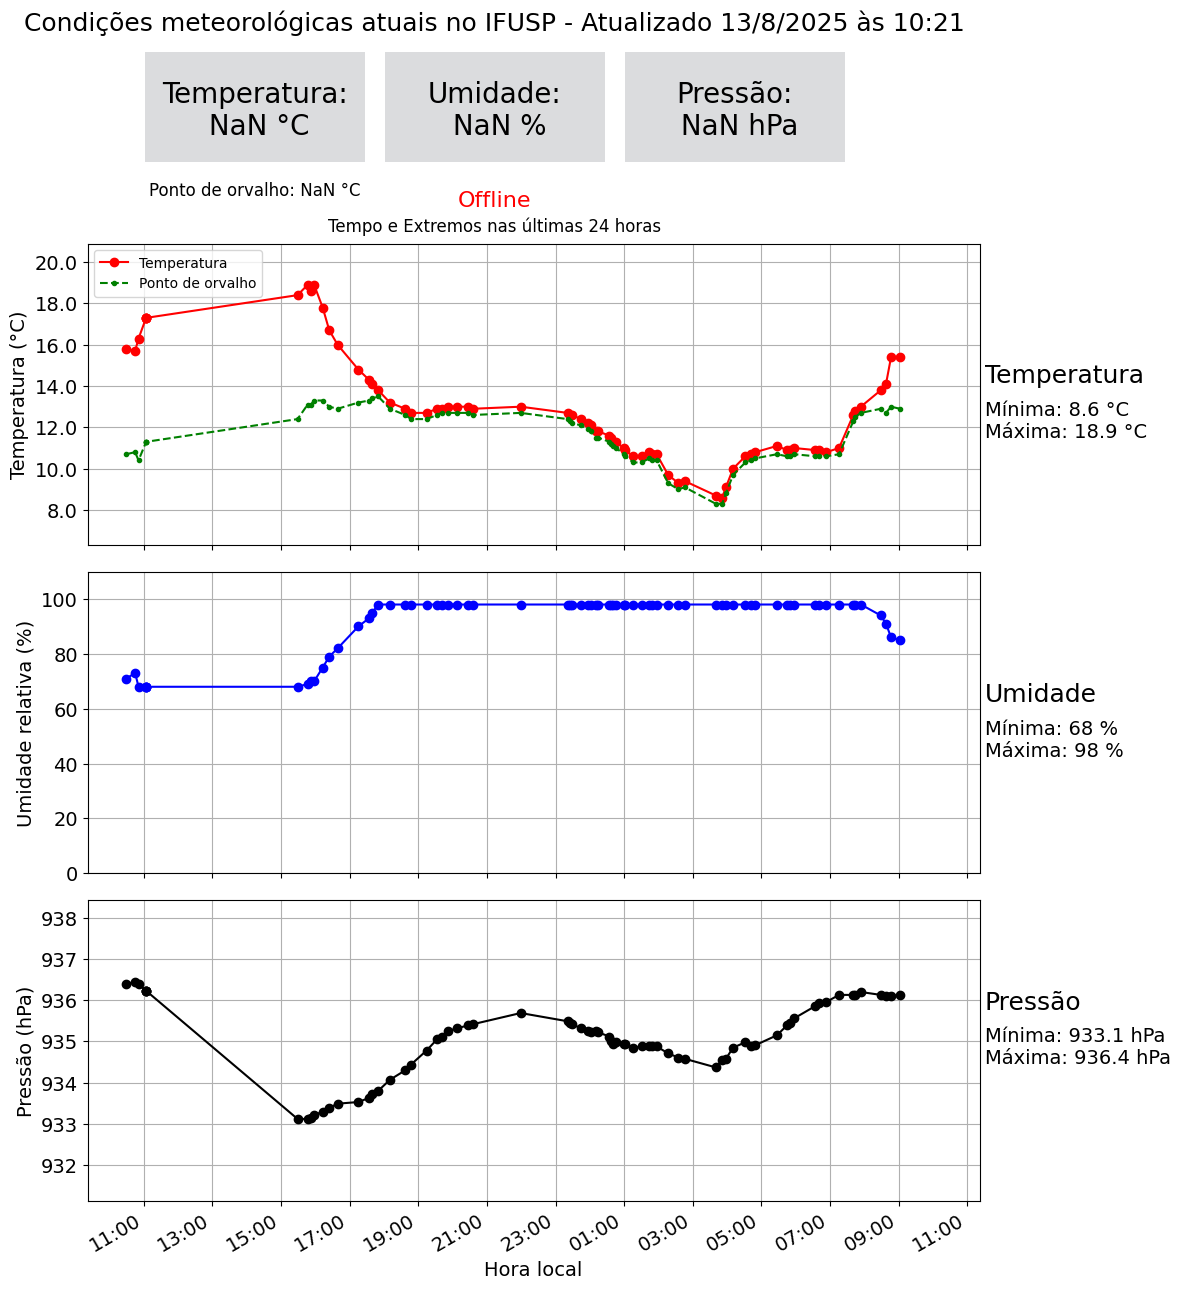 Condições meteorológicas atuais no IFUSP - Atualizado 13/8/2025 às 10:21
Temperatura:
NaN °C
Umidade:
NaN %
Pressão:
NaN hPa
Ponto de orvalho: NaN °C
Offline
Tempo e Extremos nas últimas 24 horas
Temperatura (°C)
20.0
18.0
16.0
14.0
12.0
10.0
8.0
Temperatura
Ponto de orvalho
Temperatura
Mínima: 8.6 °C
Máxima: 18.9 °C
Umidade relativa (%)
100
80
60
40
20
0
Umidade
Mínima: 68 %
Máxima: 98 %
Pressão (hPa)
938
937
936
935
934
933
932
Pressão
Mínima: 933.1 hPa
Máxima: 936.4 hPa
11:00
13:00
15:00
17:00
19:00
21:00
23:00
01:00
03:00
05:00
07:00
09:00
11:00
Hora local